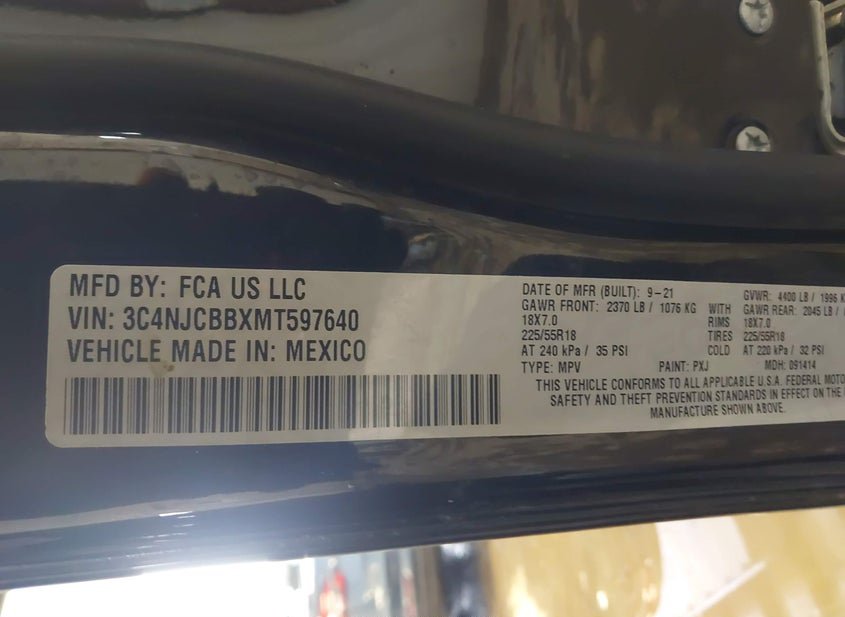 MFD BY: FCA US LLC
VIN: 3C4NJCBBXMT597640
VEHICLE MADE IN: MEXICO
DATE OF MFR (BUILT): 9-21
GVWR: 4400 LB / 1996 K
GAWR FRONT: 2370 LB / 1076 KG WITH GAWR REAR: 2045 LB /
18X7.0 RIMS 18X7.0
225/55R18 TIRES 225/55R18
AT 240 kPa / 35 PSI COLD AT 220 kPa / 32 PSI
TYPE: MPV PAINT: PXJ MDH: 091414
THIS VEHICLE CONFORMS TO ALL APPLICABLE U.S.A. FEDERAL MOTO
SAFETY AND THEFT PREVENTION STANDARDS IN EFFECT ON THE
MANUFACTURE SHOWN ABOVE.